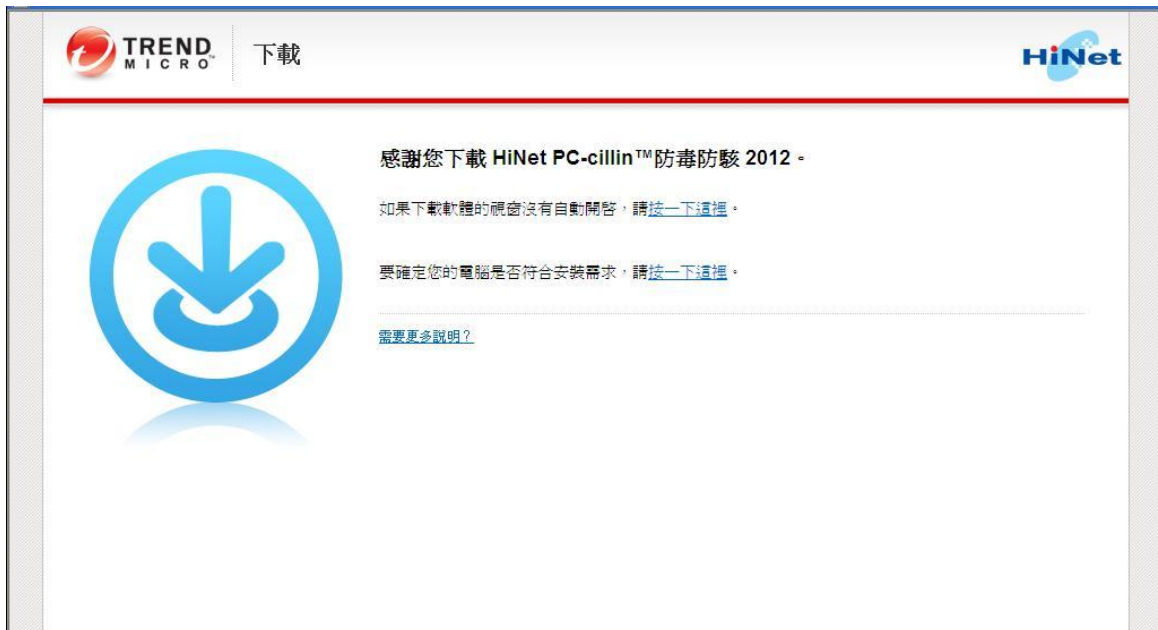 TREND
MICRO™
下載
HiNet
感謝您下載 HiNet PC-cillin™防毒防駭 2012。
如果下載軟體的視窗沒有自動開啓，請按一下這裡。
要確定您的電腦是否符合安裝需求，請按一下這裡。
需要更多說明？